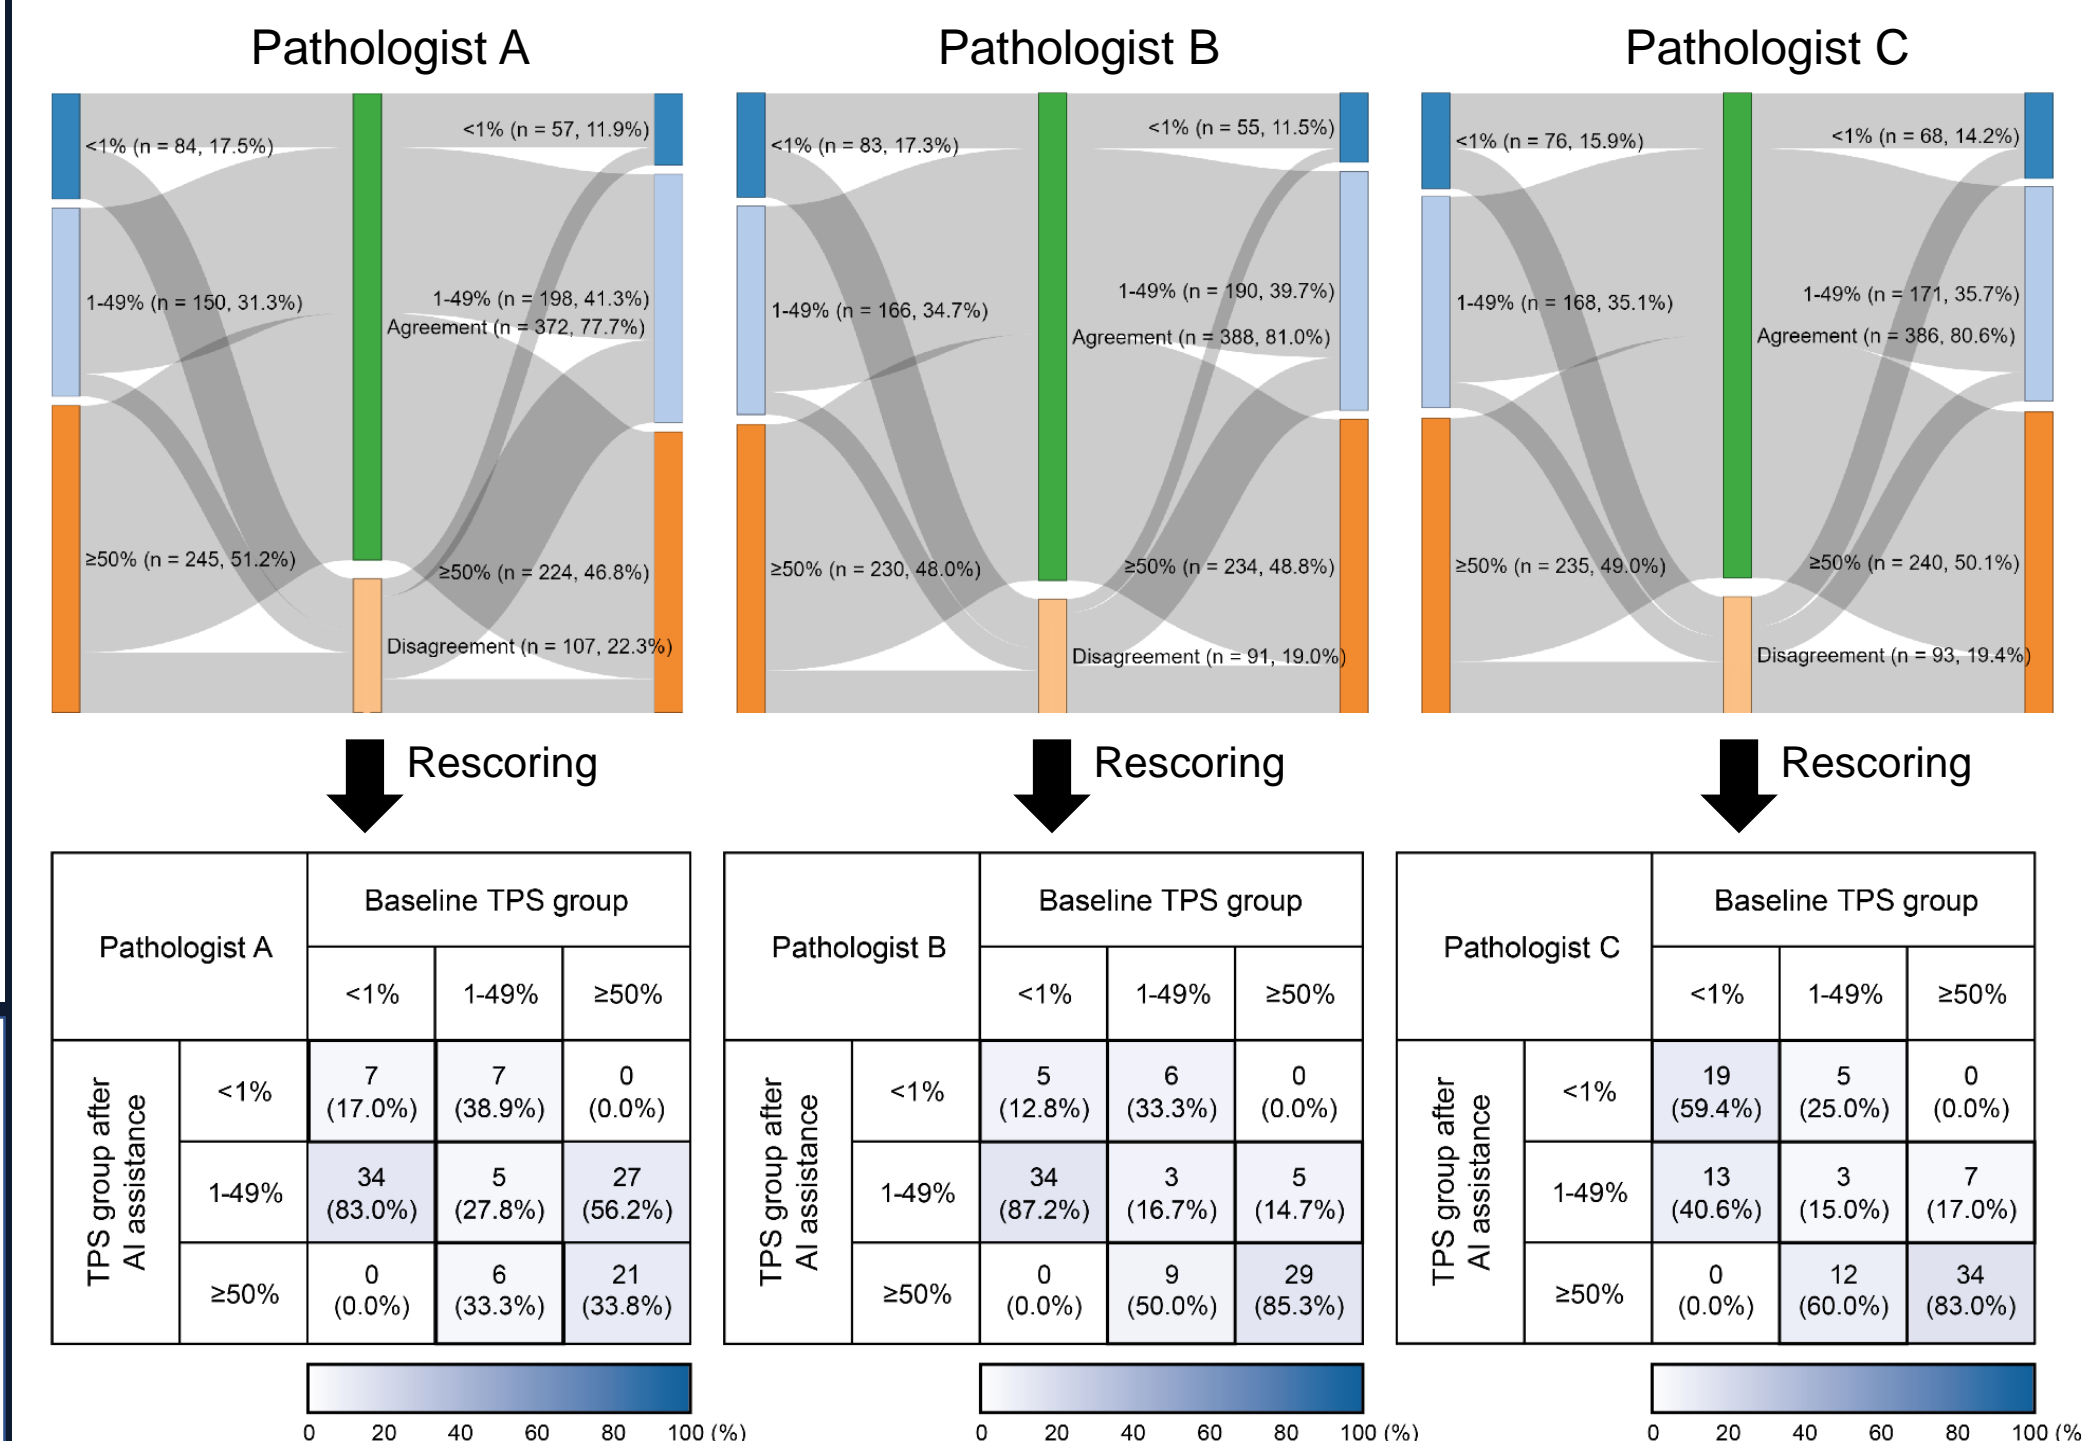 Pathologist A
<1% (n = 84, 17.5%)
1-49% (n = 150, 31.3%)
≥50% (n = 245, 51.2%)
<1% (n = 57, 11.9%)
1-49% (n = 198, 41.3%)
Agreement (n = 372, 77.7%)
≥50% (n = 224, 46.8%)
Disagreement (n = 107, 22.3%)
Pathologist B
<1% (n = 83, 17.3%)
1-49% (n = 166, 34.7%)
≥50% (n = 230, 48.0%)
<1% (n = 55, 11.5%)
1-49% (n = 190, 39.7%)
Agreement (n = 388, 81.0%)
≥50% (n = 234, 48.8%)
Disagreement (n = 91, 19.0%)
Pathologist C
<1% (n = 76, 15.9%)
1-49% (n = 168, 35.1%)
≥50% (n = 235, 49.0%)
<1% (n = 68, 14.2%)
1-49% (n = 171, 35.7%)
Agreement (n = 386, 80.6%)
≥50% (n = 240, 50.1%)
Disagreement (n = 93, 19.4%)
Rescoring
Rescoring
Rescoring
Pathologist A
Baseline TPS group
<1% 1-49% ≥50%
TPS group after
AI assistance
<1%
7 7 0
(17.0%) (38.9%) (0.0%)
1-49%
34 5 27
(83.0%) (27.8%) (56.2%)
≥50%
0 6 21
(0.0%) (33.3%) (33.8%)
0 20 40 60 80 100 (%)
Pathologist B
Baseline TPS group
<1% 1-49% ≥50%
TPS group after
AI assistance
<1%
5 6 0
(12.8%) (33.3%) (0.0%)
1-49%
34 3 5
(87.2%) (16.7%) (14.7%)
≥50%
0 9 29
(0.0%) (50.0%) (85.3%)
0 20 40 60 80 100 (%)
Pathologist C
Baseline TPS group
<1% 1-49% ≥50%
TPS group after
AI assistance
<1%
19 5 0
(59.4%) (25.0%) (0.0%)
1-49%
13 3 7
(40.6%) (15.0%) (17.0%)
≥50%
0 12 34
(0.0%) (60.0%) (83.0%)
0 20 40 60 80 100 (%